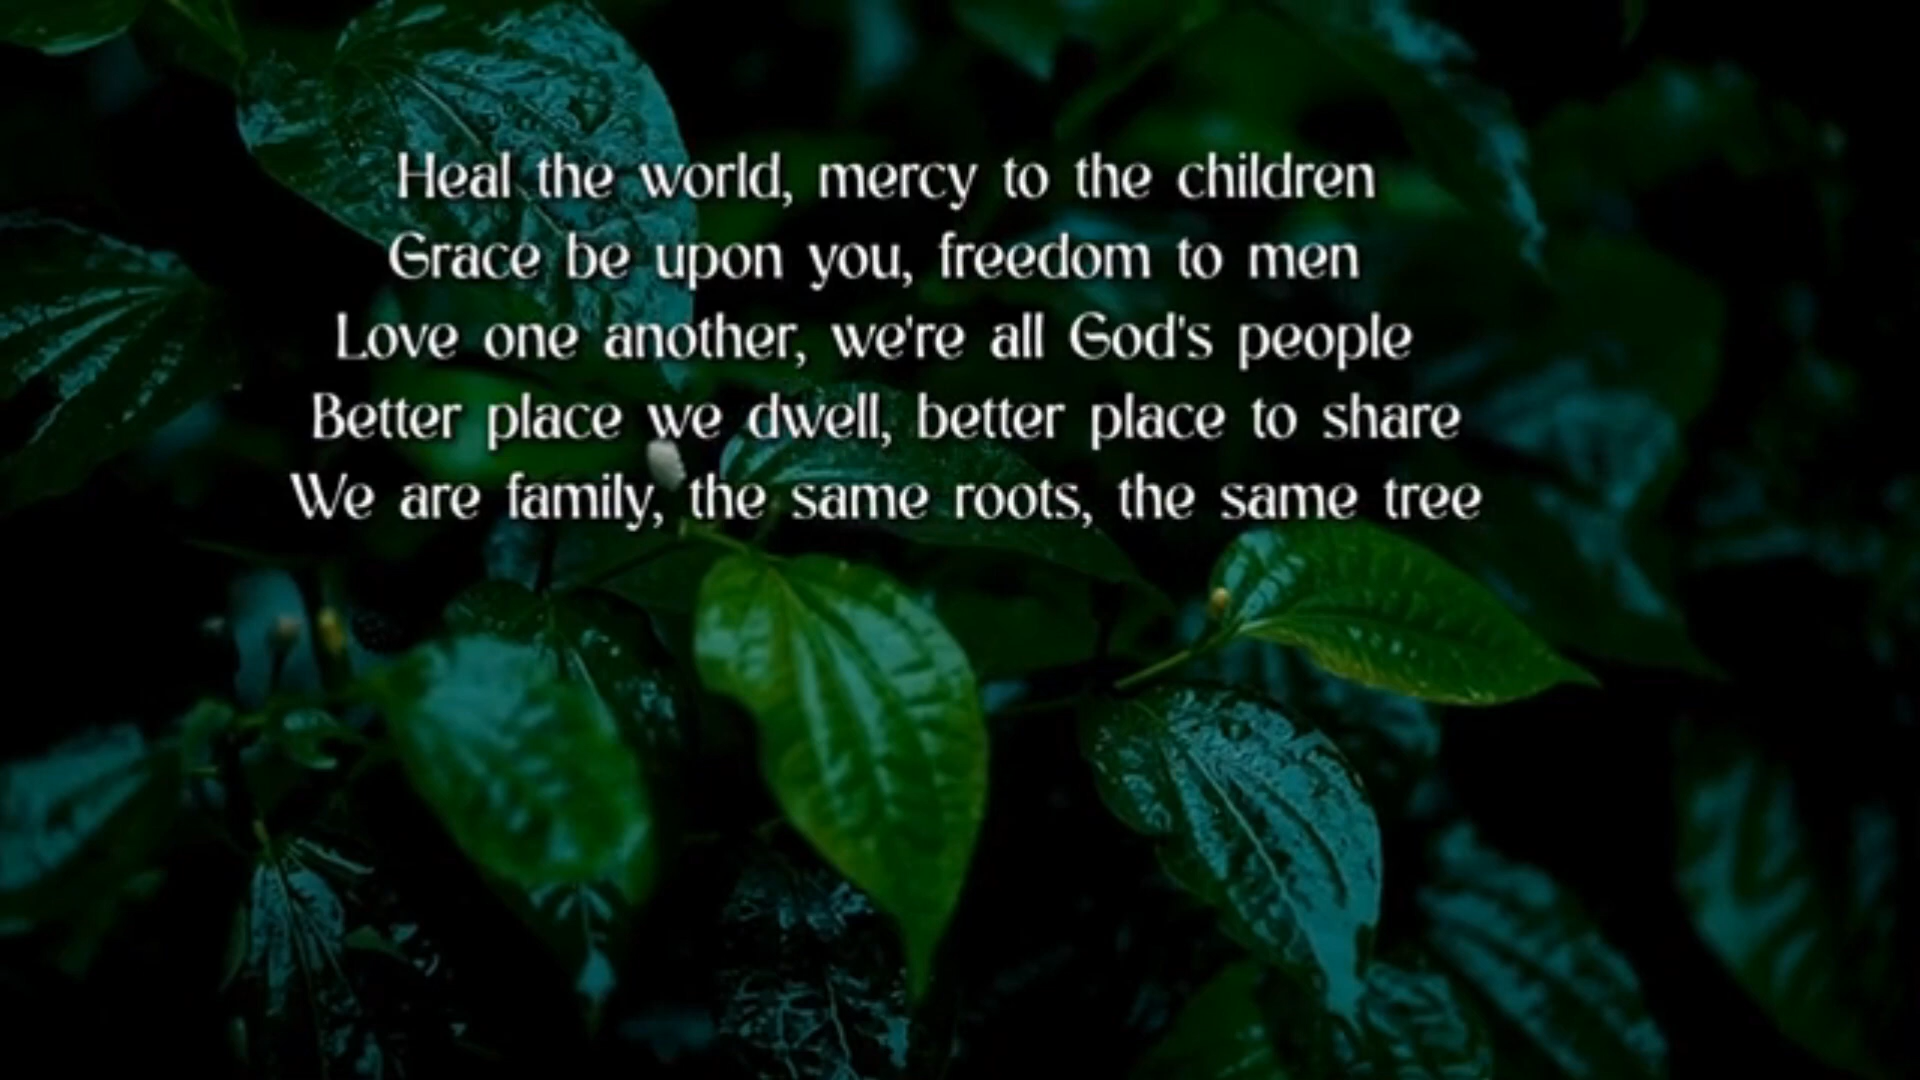 Heal the world, mercy to the children
Grace be upon you, freedom to men
Love one another, we're all God's people
Better place we dwell, better place to share
We are family, the same roots, the same tree